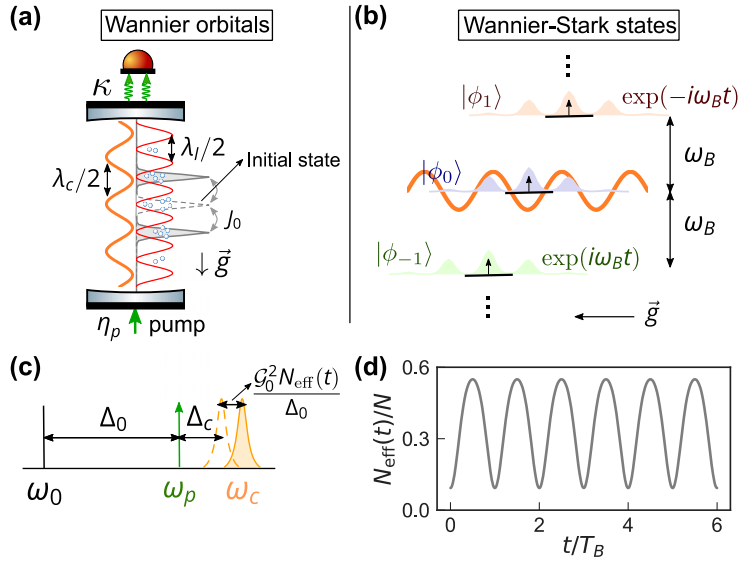 (a)
Wannier orbitals
κ
λ_l/2
λ_c/2
Initial state
J_0
g⃗
η_p pump
(b)
Wannier-Stark states
|ϕ_1⟩ exp(-iω_Bt)
ω_B
|ϕ_0⟩
ω_B
|ϕ_{-1}⟩ exp(iω_Bt)
g⃗
(c)
𝒢_0^2 N_eff(t)
Δ_0
Δ_0
Δ_c
ω_0 ω_p ω_c
(d)
N_eff(t)/N
0.6
0.3
0.0
0 2 4 6
t/T_B